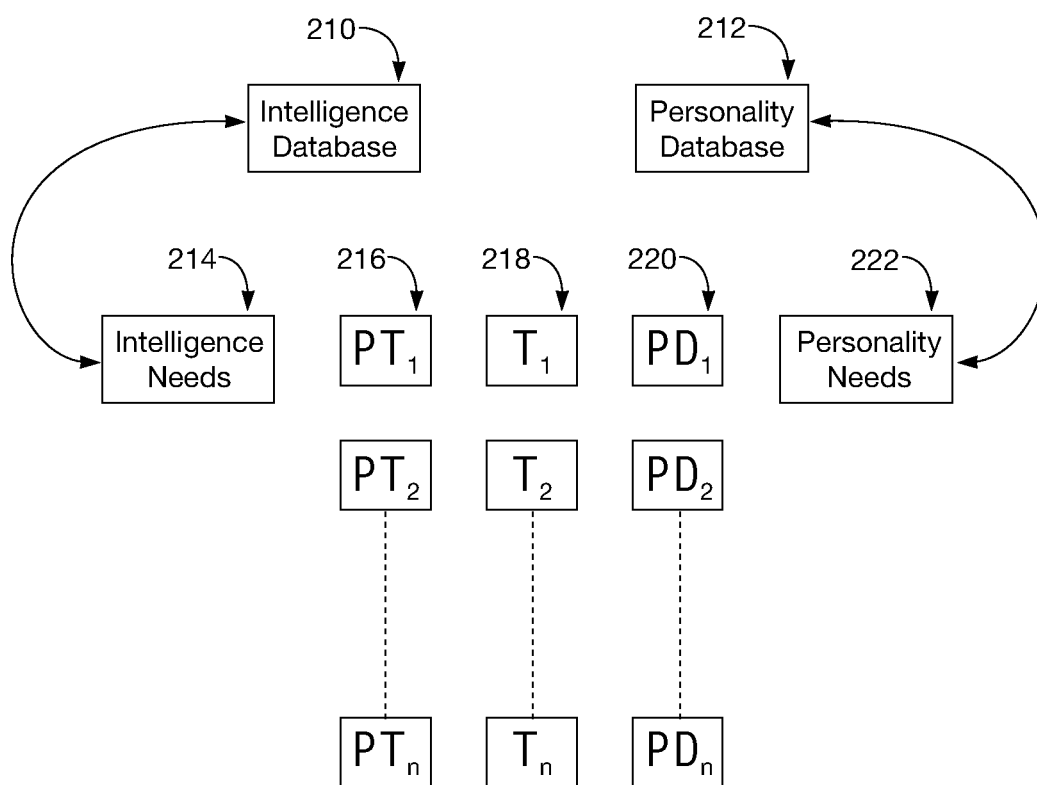 210
212
Intelligence
Database
Personality
Database
214
216
218
220
222
Intelligence
Needs
PT1
T1
PD1
Personality
Needs
PT2
T2
PD2
PTn
Tn
PDn